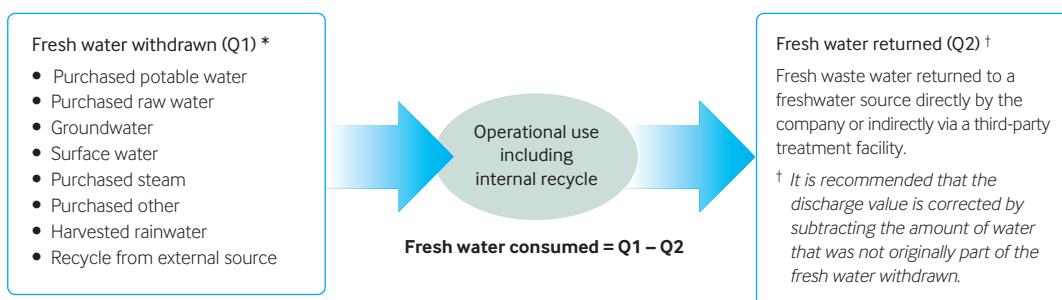 Fresh water withdrawn (Q1) *
• Purchased potable water
• Purchased raw water
• Groundwater
• Surface water
• Purchased steam
• Purchased other
• Harvested rainwater
• Recycle from external source
Operational use
including
internal recycle
Fresh water consumed = Q1 – Q2
Fresh water returned (Q2) †
Fresh waste water returned to a
freshwater source directly by the
company or indirectly via a third-party
treatment facility.
† It is recommended that the
discharge value is corrected by
subtracting the amount of water
that was not originally part of the
fresh water withdrawn.